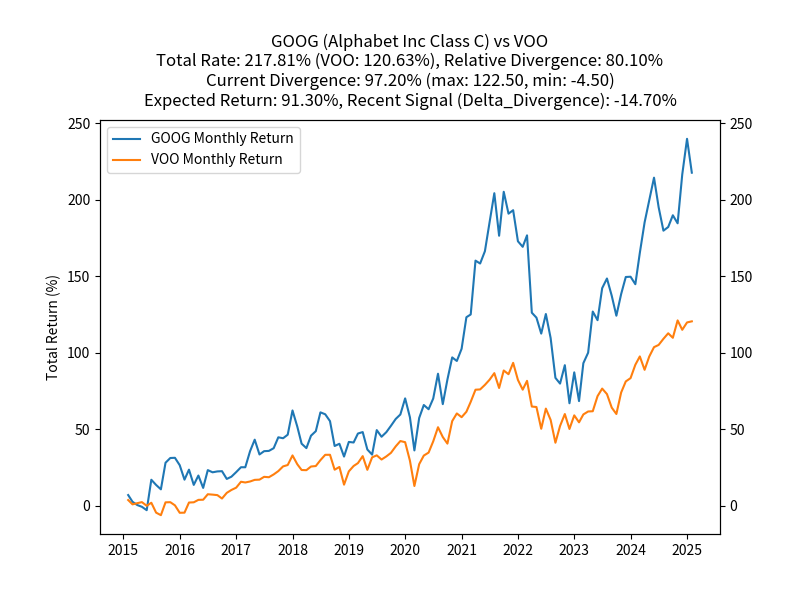 GOOG (Alphabet Inc Class C) vs VOO
Total Rate: 217.81% (VOO: 120.63%), Relative Divergence: 80.10%
Current Divergence: 97.20% (max: 122.50, min: -4.50)
Expected Return: 91.30%, Recent Signal (Delta_Divergence): -14.70%
GOOG Monthly Return
VOO Monthly Return
Total Return (%)
250
200
150
100
50
0
250
200
150
100
50
0
2015 2016 2017 2018 2019 2020 2021 2022 2023 2024 2025